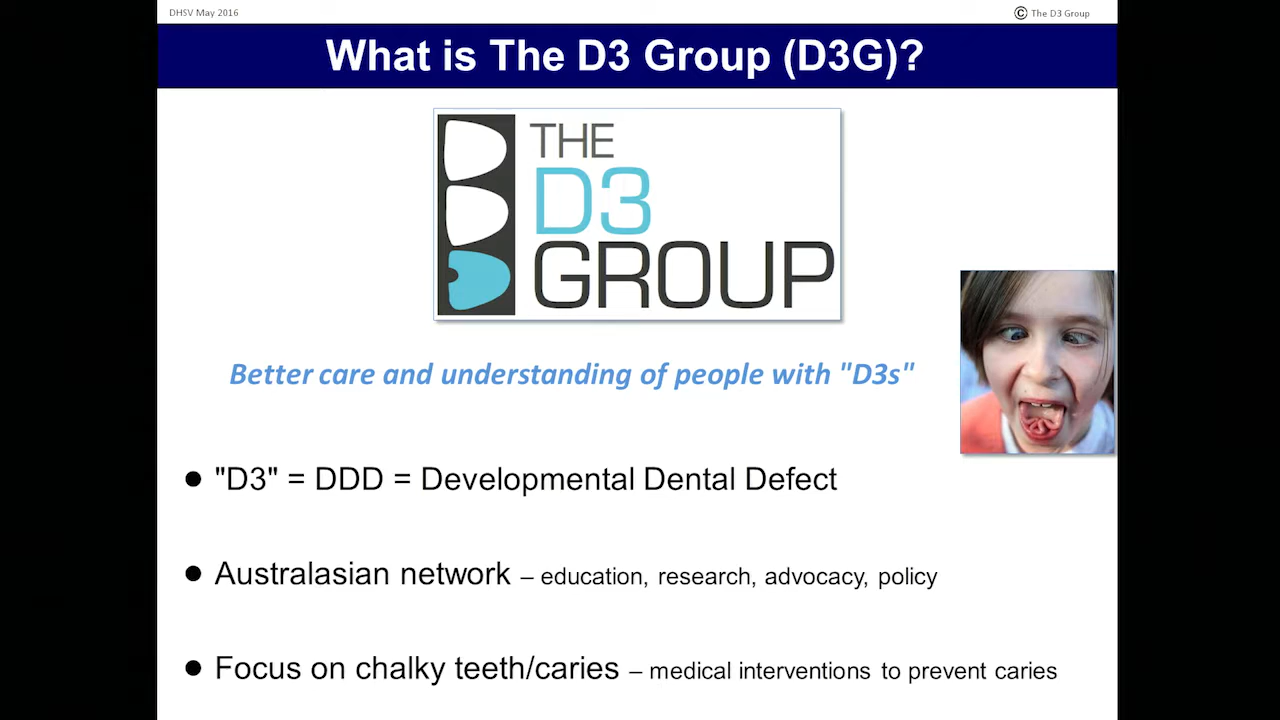 DHSV May 2016
© The D3 Group
What is The D3 Group (D3G)?
THE
D3
GROUP
Better care and understanding of people with "D3s"
● "D3" = DDD = Developmental Dental Defect
● Australasian network – education, research, advocacy, policy
● Focus on chalky teeth/caries – medical interventions to prevent caries